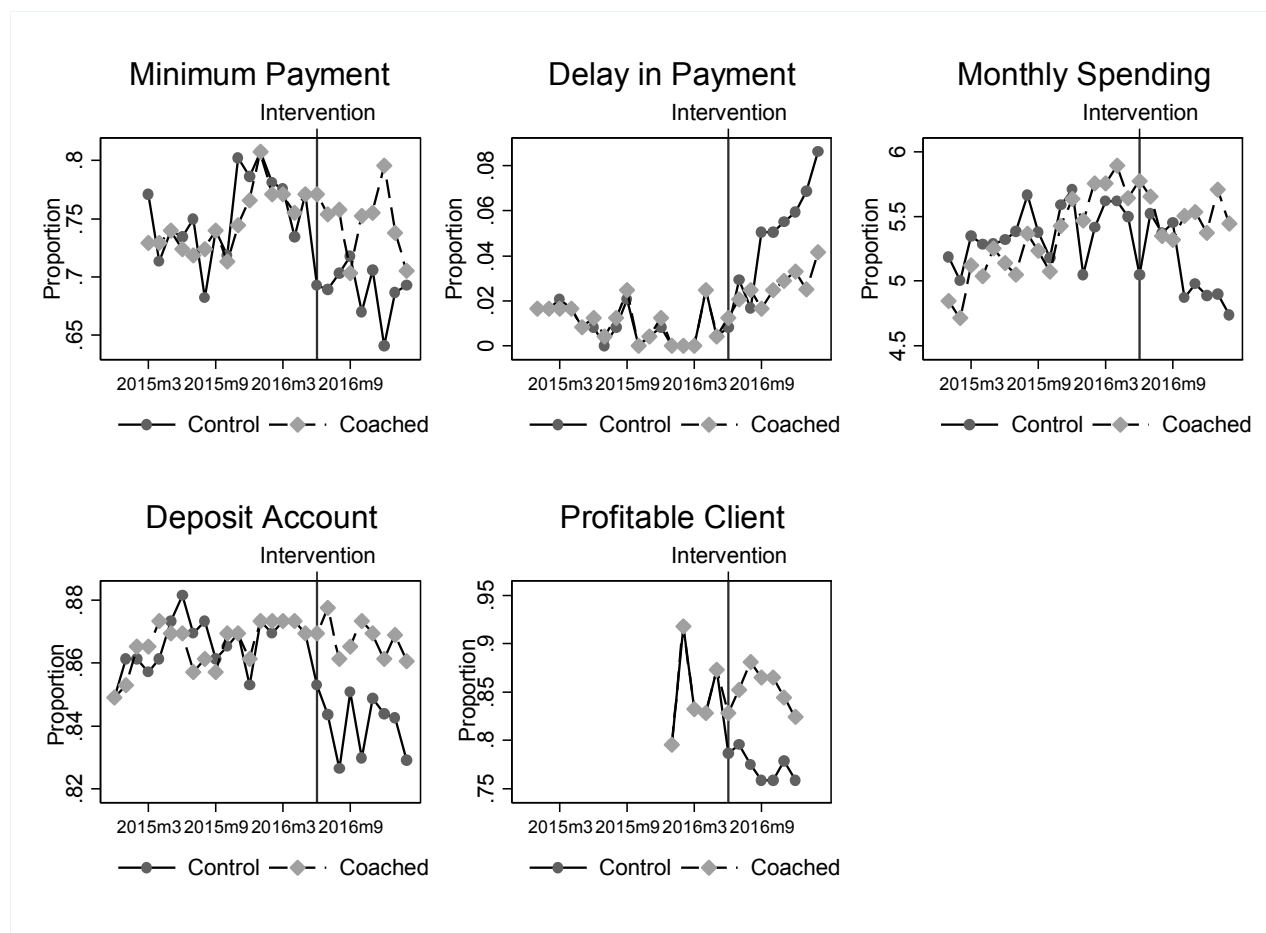 Minimum Payment
Intervention
Proportion
.8
.75
.7
.65
2015m3 2015m9 2016m3 2016m9
Control Coached
Delay in Payment
Intervention
Proportion
.08
.06
.04
.02
0
2015m3 2015m9 2016m3 2016m9
Control Coached
Monthly Spending
Intervention
Proportion
6
5.5
5
4.5
2015m3 2015m9 2016m3 2016m9
Control Coached
Deposit Account
Intervention
Proportion
.88
.86
.84
.82
2015m3 2015m9 2016m3 2016m9
Control Coached
Profitable Client
Intervention
Proportion
.95
.9
.85
.8
.75
2015m3 2015m9 2016m3 2016m9
Control Coached